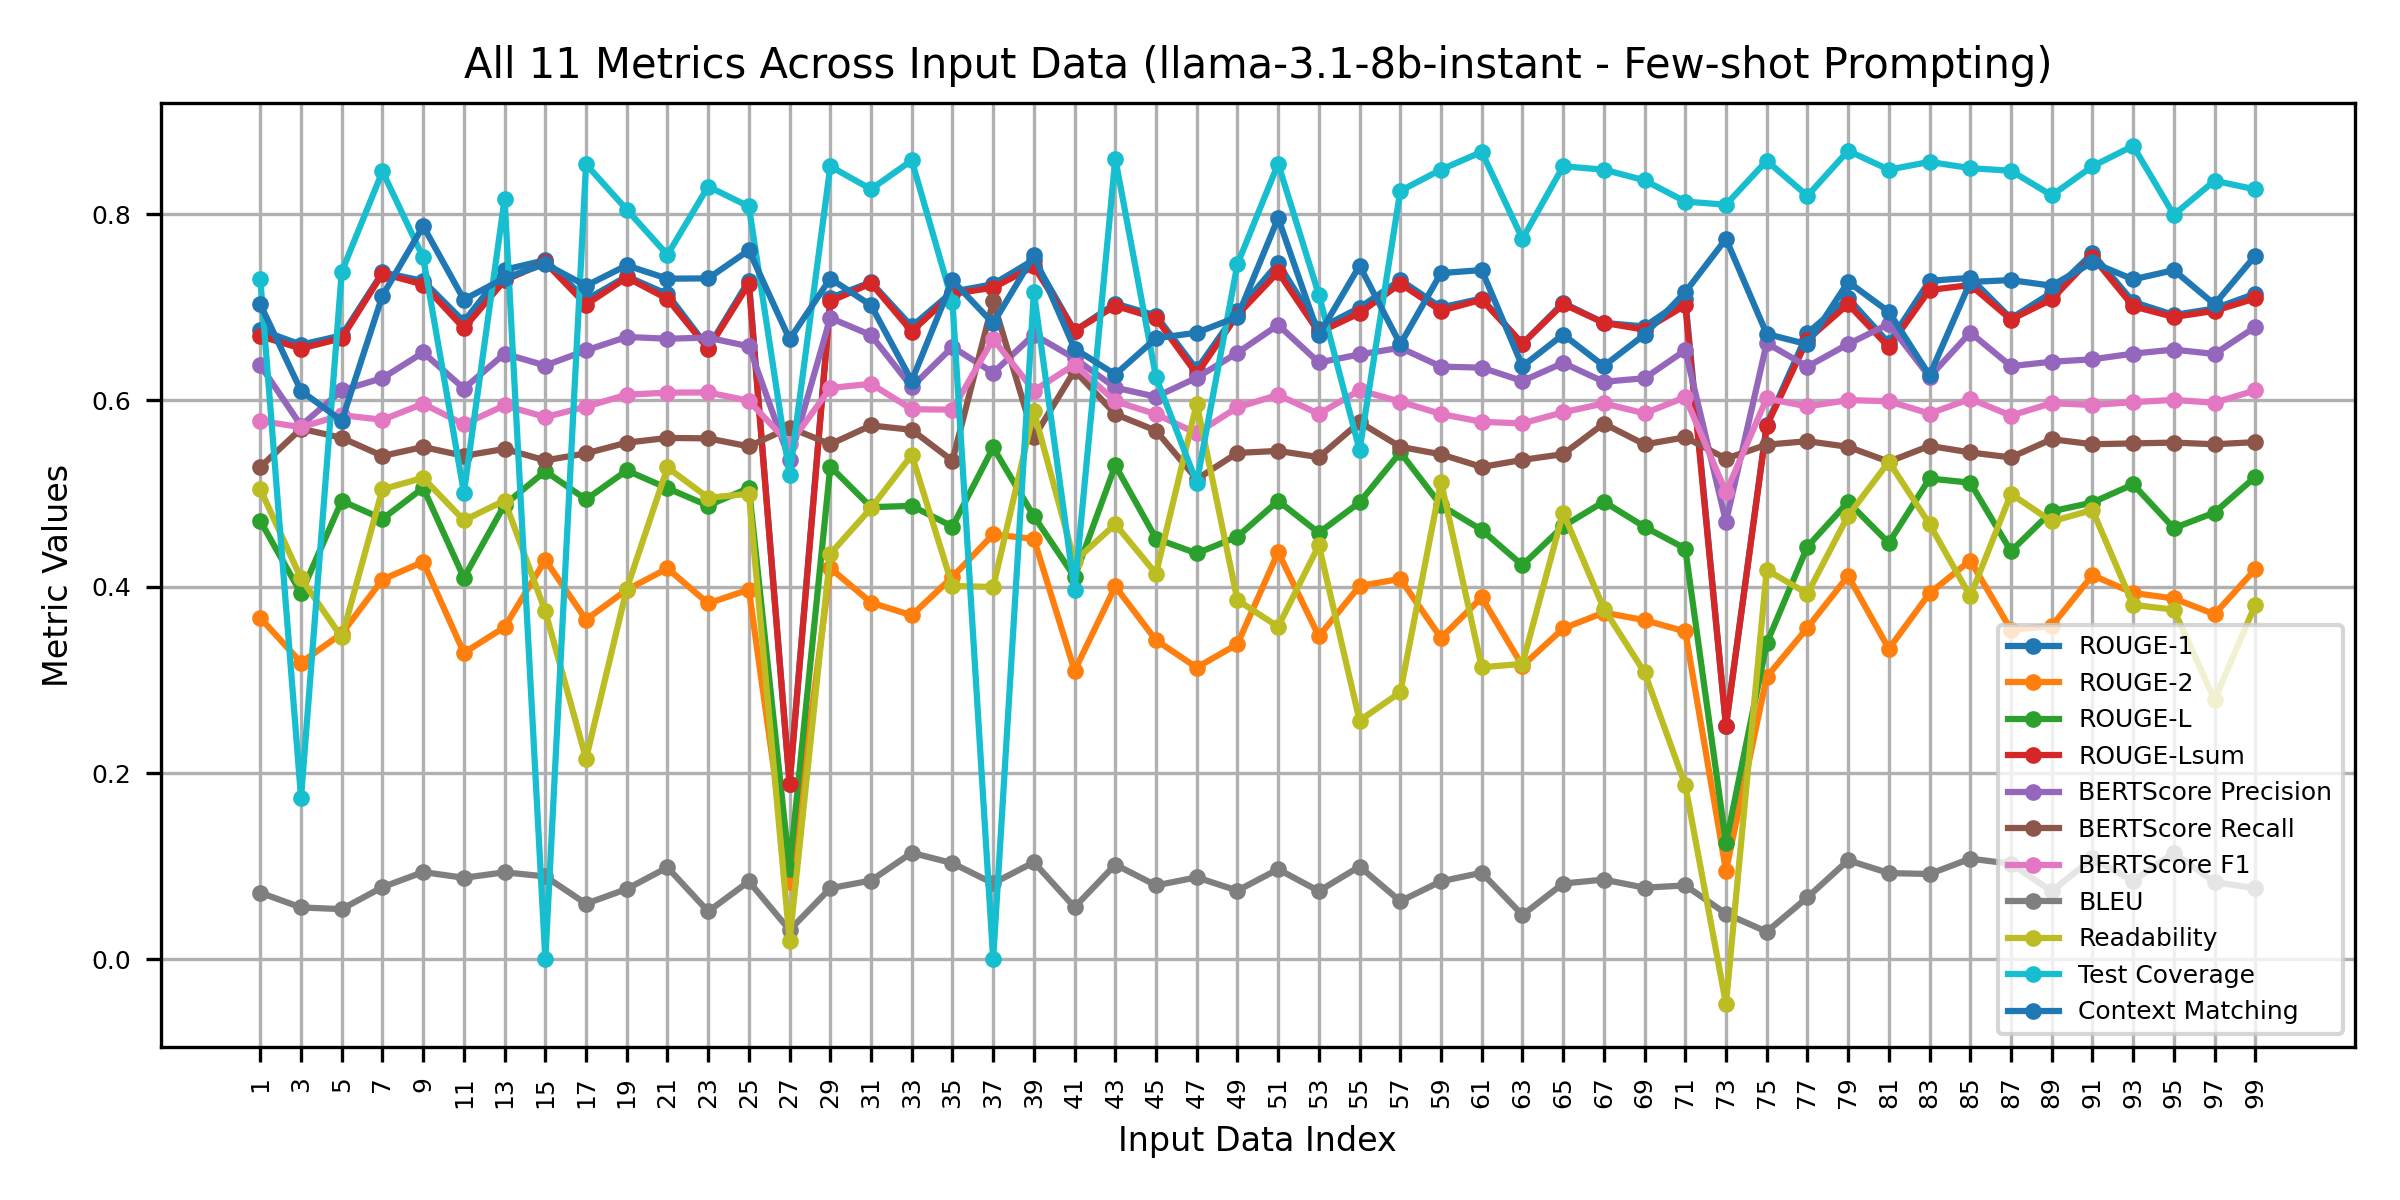 All 11 Metrics Across Input Data (llama-3.1-8b-instant - Few-shot Prompting)
Metric Values
0.8
0.6
0.4
0.2
0.0
ROUGE-1
ROUGE-2
ROUGE-L
ROUGE-Lsum
BERTScore Precision
BERTScore Recall
BERTScore F1
BLEU
Readability
Test Coverage
Context Matching
1 3 5 7 9 11 13 15 17 19 21 23 25 27 29 31 33 35 37 39 41 43 45 47 49 51 53 55 57 59 61 63 65 67 69 71 73 75 77 79 81 83 85 87 89 91 93 95 97 99
Input Data Index